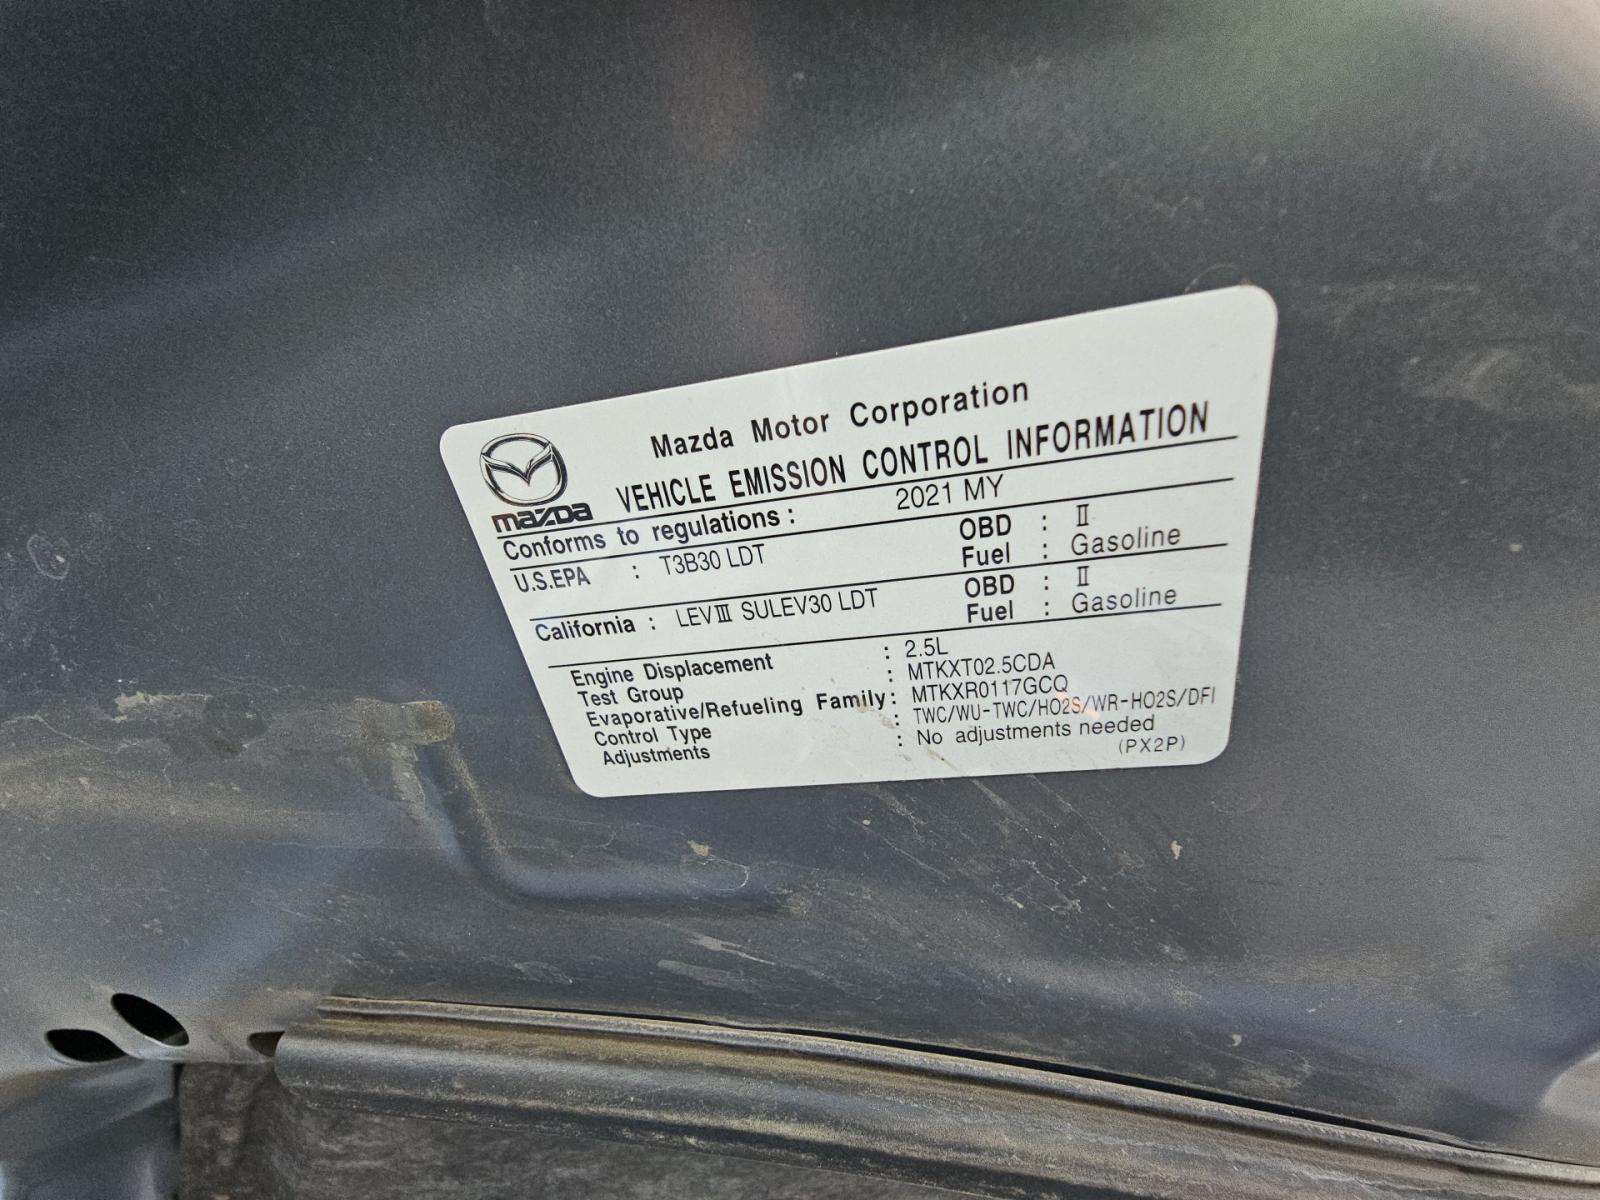 Mazda Motor Corporation
mazda
VEHICLE EMISSION CONTROL INFORMATION
Conforms to regulations : 2021 MY
U.S.EPA : T3B30 LDT OBD : II
Fuel : Gasoline
California : LEVIII SULEV30 LDT OBD : II
Fuel : Gasoline
Engine Displacement : 2.5L
Test Group : MTKXT02.5CDA
Evaporative/Refueling Family : MTKXR0117GCQ
Control Type : TWC/WU-TWC/HO2S/WR-HO2S/DFI
Adjustments : No adjustments needed
(PX2P)